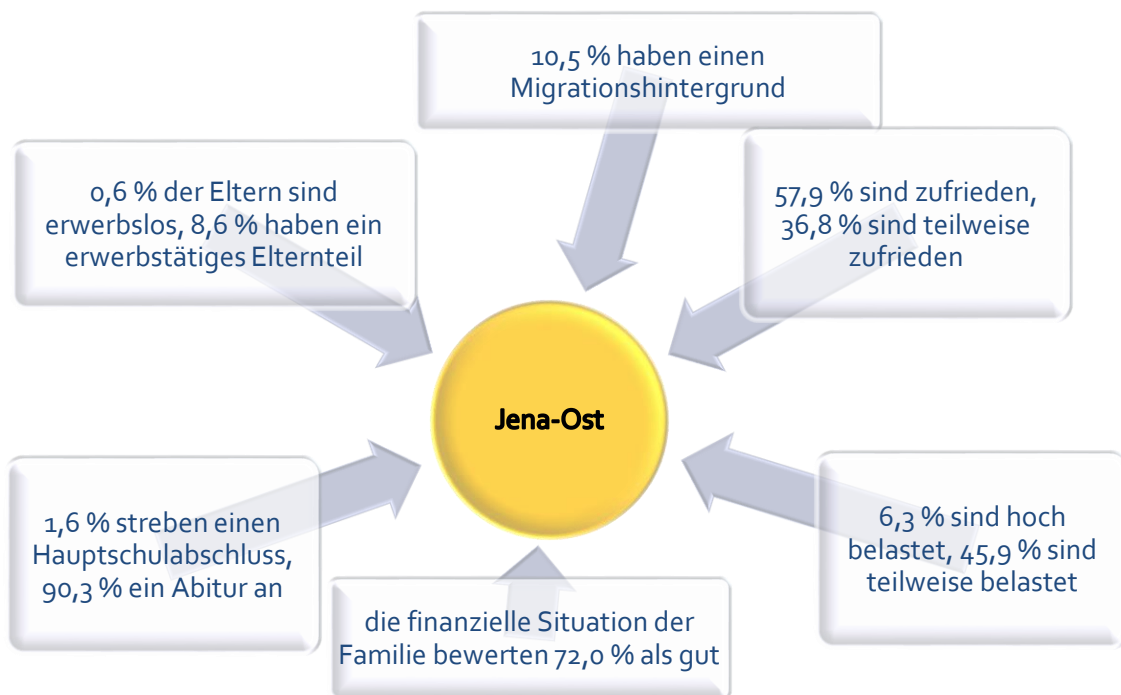 10,5 % haben einen
Migrationshintergrund
0,6 % der Eltern sind
erwerbslos, 8,6 % haben ein
erwerbstätiges Elternteil
57,9 % sind zufrieden,
36,8 % sind teilweise
zufrieden
Jena-Ost
1,6 % streben einen
Hauptschulabschluss,
90,3 % ein Abitur an
6,3 % sind hoch
belastet, 45,9 % sind
teilweise belastet
die finanzielle Situation der
Familie bewerten 72,0 % als gut